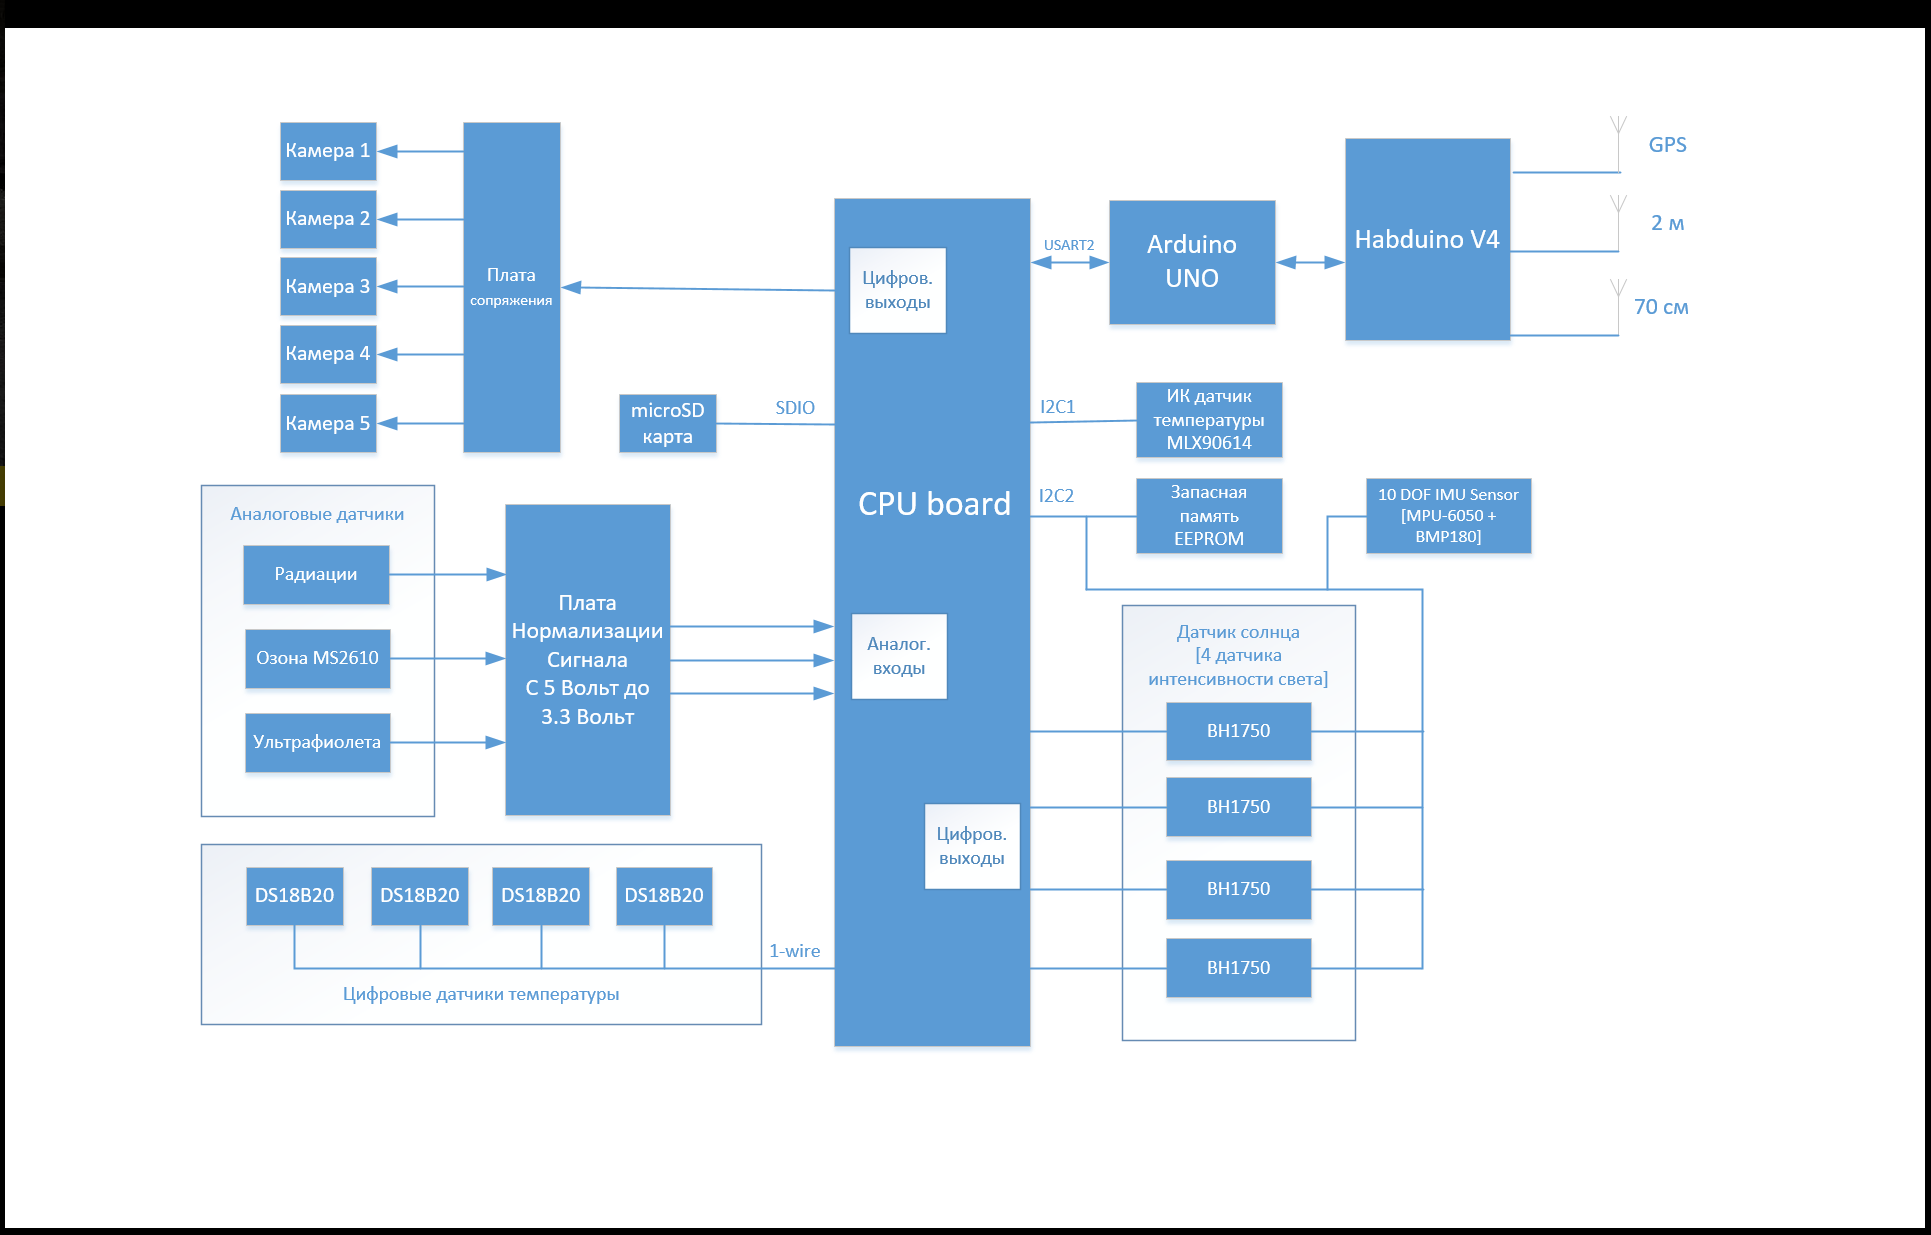 Камера 1
Камера 2
Камера 3
Камера 4
Камера 5
Плата
сопряжения
Цифров.
выходы
USART2
Arduino
UNO
Habduino V4
GPS
2 м
70 см
microSD
карта
SDIO
CPU board
I2C1
ИК датчик
температуры
MLX90614
I2C2
Запасная
память
EEPROM
10 DOF IMU Sensor
[MPU-6050 +
BMP180]
Аналоговые датчики
Радиации
Озона MS2610
Ультрафиолета
Плата
Нормализации
Сигнала
С 5 Вольт до
3.3 Вольт
Аналог.
входы
Датчик солнца
[4 датчика
интенсивности света]
BH1750
BH1750
BH1750
BH1750
Цифров.
выходы
DS18B20
DS18B20
DS18B20
DS18B20
1-wire
Цифровые датчики температуры